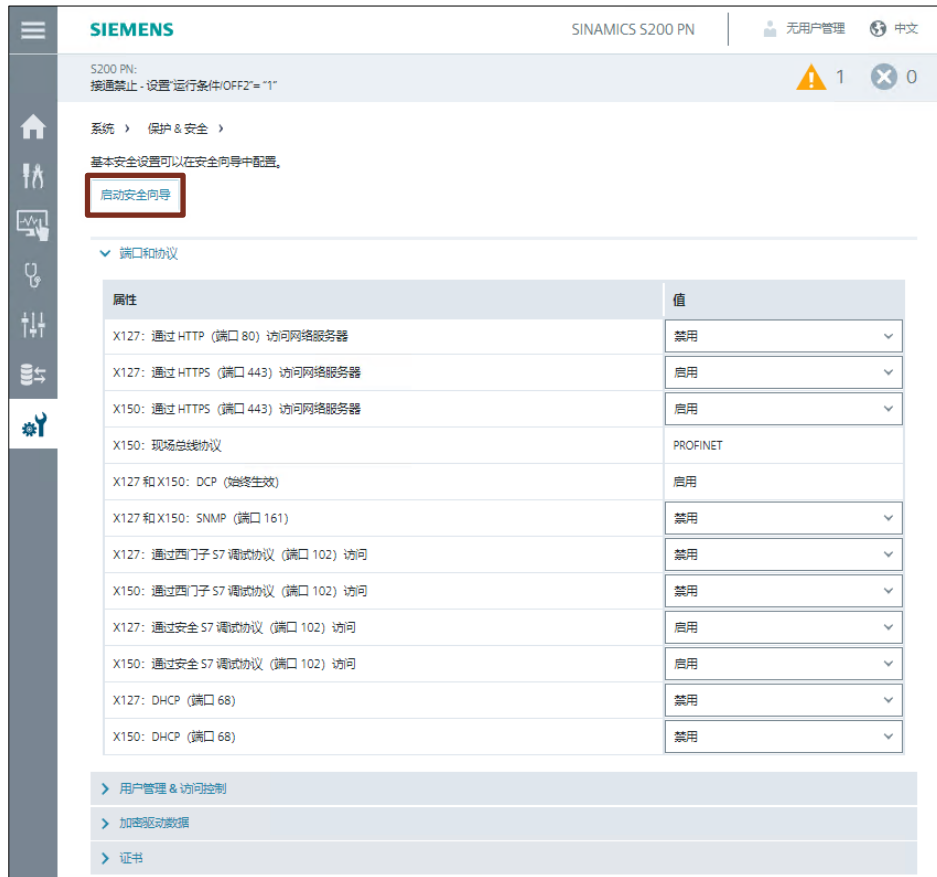 SIEMENS SINAMICS S200 PN 无用户管理 中文
S200 PN:
接通禁止 - 设置"运行条件/OFF2"= "1" 1 0
系统 › 保护 & 安全 ›
基本安全设置可以在安全向导中配置。
启动安全向导
端口和协议
属性 值
X127：通过 HTTP（端口 80）访问网络服务器 禁用
X127：通过 HTTPS（端口 443）访问网络服务器 启用
X150：通过 HTTPS（端口 443）访问网络服务器 启用
X150：现场总线协议 PROFINET
X127 和 X150：DCP（始终生效） 启用
X127 和 X150：SNMP（端口 161） 禁用
X127：通过西门子 S7 调试协议（端口 102）访问 禁用
X150：通过西门子 S7 调试协议（端口 102）访问 禁用
X127：通过安全 S7 调试协议（端口 102）访问 启用
X150：通过安全 S7 调试协议（端口 102）访问 启用
X127：DHCP（端口 68） 禁用
X150：DHCP（端口 68） 禁用
用户管理 & 访问控制
加密驱动数据
证书